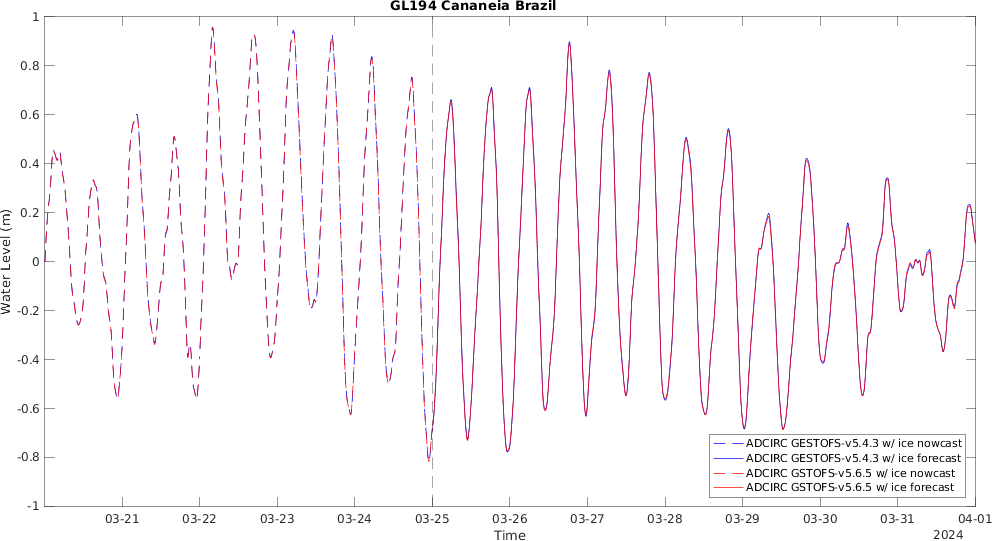 GL194 Cananeia Brazil
1
0.8
0.6
0.4
0.2
0
-0.2
-0.4
-0.6
-0.8
-1
Water Level (m)
ADCIRC GESTOFS-v5.4.3 w/ ice nowcast
ADCIRC GESTOFS-v5.4.3 w/ ice forecast
ADCIRC GSTOFS-v5.6.5 w/ ice nowcast
ADCIRC GSTOFS-v5.6.5 w/ ice forecast
03-21 03-22 03-23 03-24 03-25 03-26 03-27 03-28 03-29 03-30 03-31 04-01
Time
2024